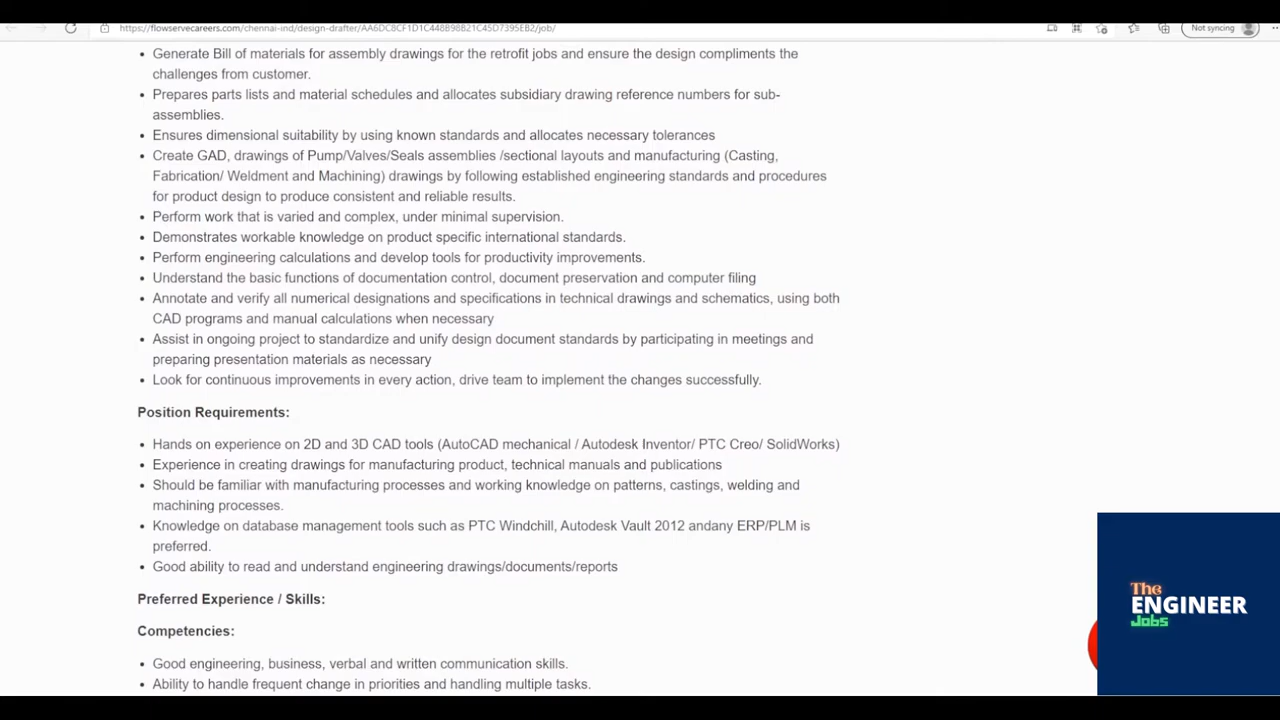 https://flowservecareers.com/chennai-ind/design-drafter/AA6DC8CF1D1C448B98B21C45D7395EB2/job/
Not syncing
• Generate Bill of materials for assembly drawings for the retrofit jobs and ensure the design compliments the
challenges from customer.
• Prepares parts lists and material schedules and allocates subsidiary drawing reference numbers for sub-
assemblies.
• Ensures dimensional suitability by using known standards and allocates necessary tolerances
• Create GAD, drawings of Pump/Valves/Seals assemblies /sectional layouts and manufacturing (Casting,
Fabrication/ Weldment and Machining) drawings by following established engineering standards and procedures
for product design to produce consistent and reliable results.
• Perform work that is varied and complex, under minimal supervision.
• Demonstrates workable knowledge on product specific international standards.
• Perform engineering calculations and develop tools for productivity improvements.
• Understand the basic functions of documentation control, document preservation and computer filing
• Annotate and verify all numerical designations and specifications in technical drawings and schematics, using both
CAD programs and manual calculations when necessary
• Assist in ongoing project to standardize and unify design document standards by participating in meetings and
preparing presentation materials as necessary
• Look for continuous improvements in every action, drive team to implement the changes successfully.
Position Requirements:
• Hands on experience on 2D and 3D CAD tools (AutoCAD mechanical / Autodesk Inventor/ PTC Creo/ SolidWorks)
• Experience in creating drawings for manufacturing product, technical manuals and publications
• Should be familiar with manufacturing processes and working knowledge on patterns, castings, welding and
machining processes.
• Knowledge on database management tools such as PTC Windchill, Autodesk Vault 2012 andany ERP/PLM is
preferred.
• Good ability to read and understand engineering drawings/documents/reports
Preferred Experience / Skills:
Competencies:
• Good engineering, business, verbal and written communication skills.
• Ability to handle frequent change in priorities and handling multiple tasks.
The
ENGINEER
Jobs